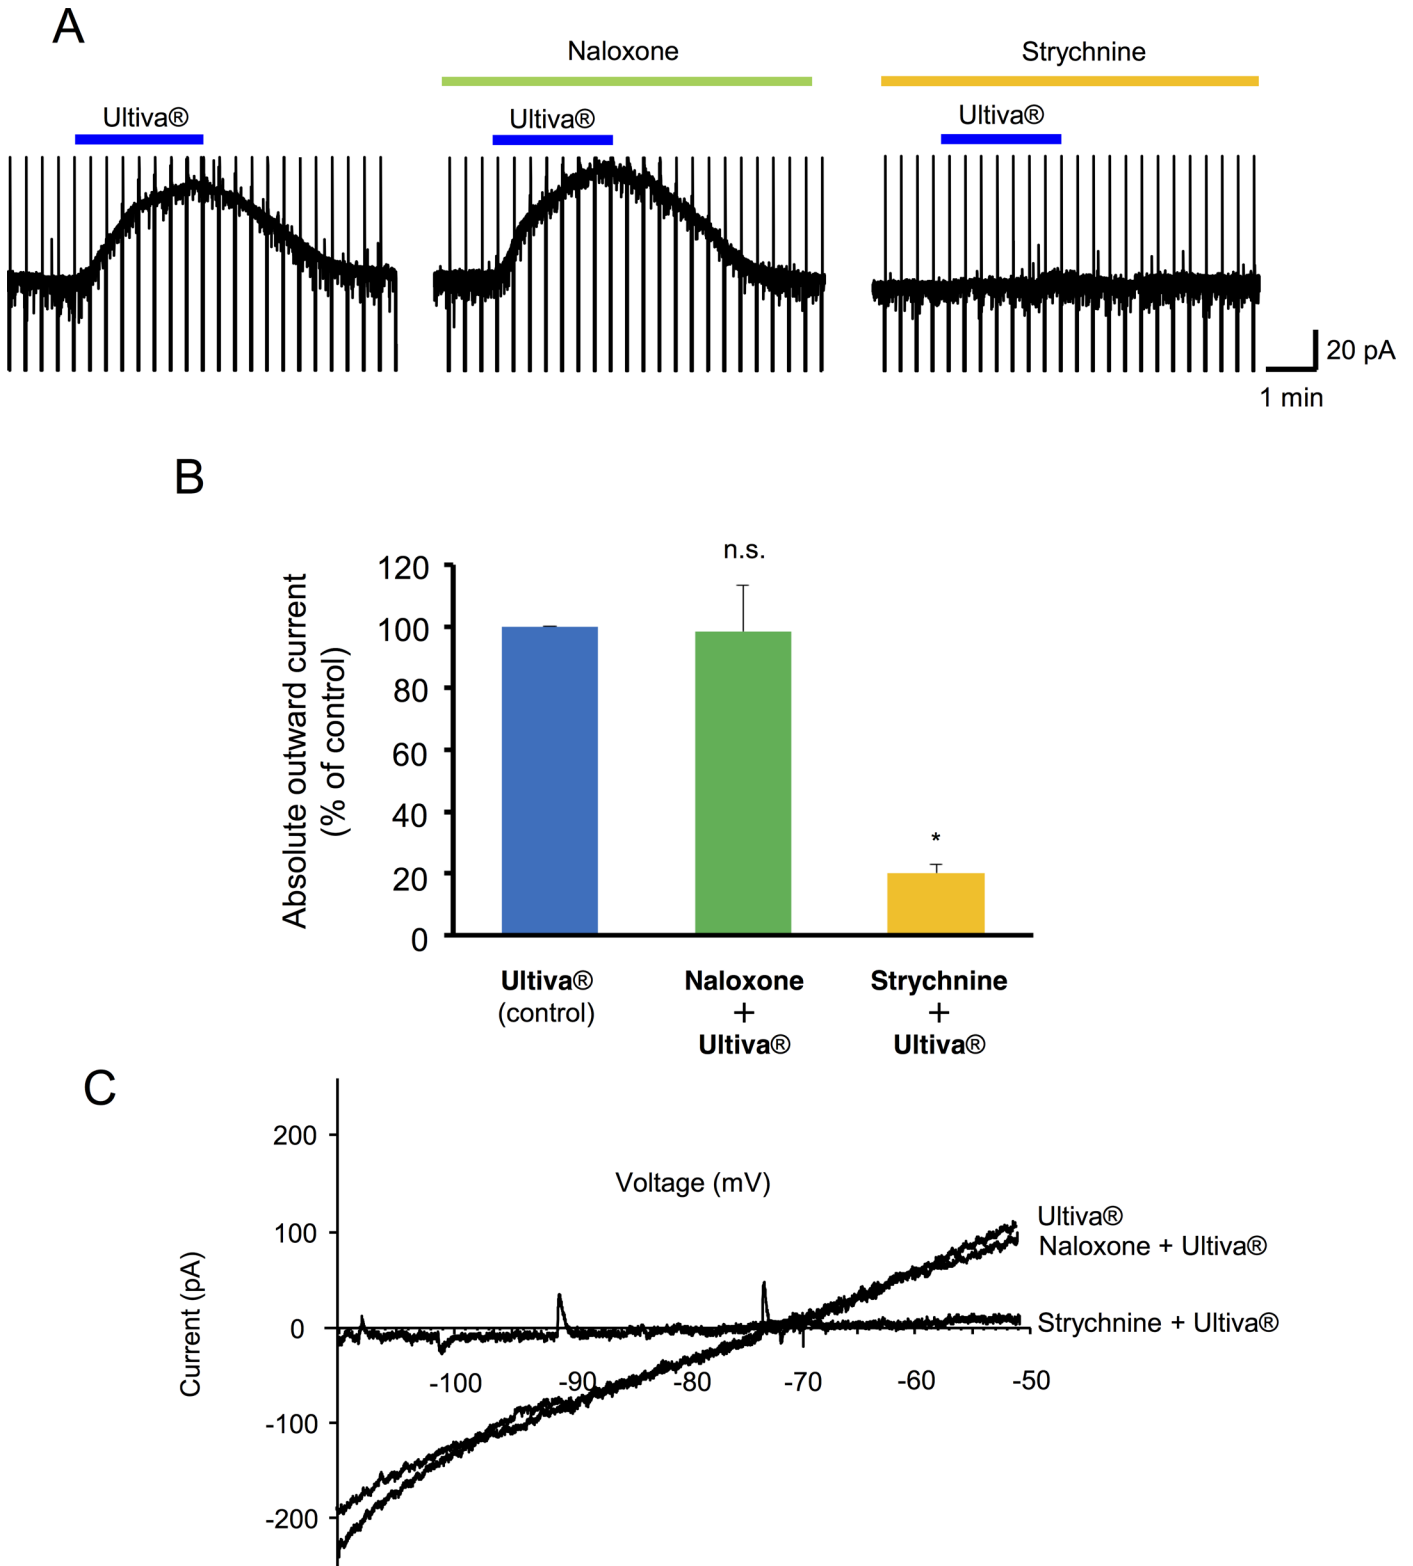 A
Naloxone
Strychnine
Ultiva®
Ultiva®
Ultiva®
20 pA
1 min
B
n.s.
120
100
80
60
40
20
0
*
Absolute outward current
(% of control)
Ultiva®
(control)
Naloxone
+
Ultiva®
Strychnine
+
Ultiva®
C
200
100
0
-100
-200
Current (pA)
Voltage (mV)
-100
-90
-80
-70
-60
-50
Ultiva®
Naloxone + Ultiva®
Strychnine + Ultiva®